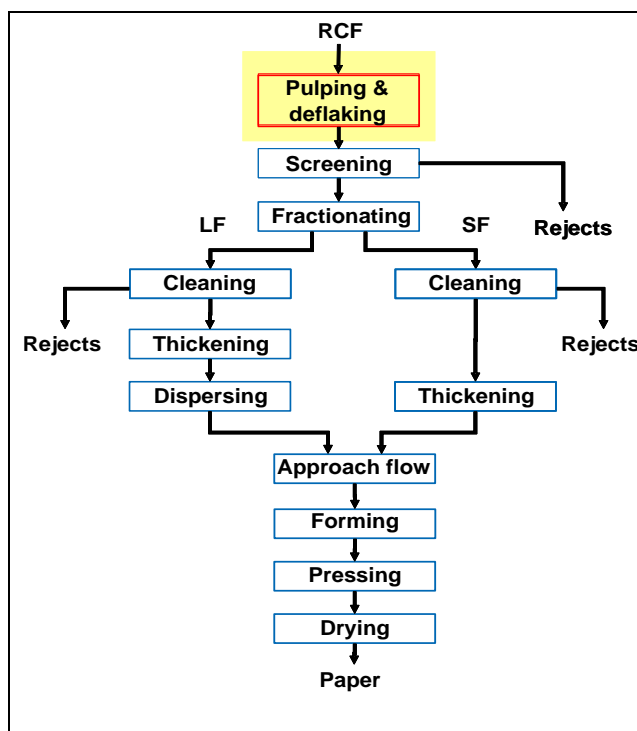 RCF
Pulping &
deflaking
Screening
Fractionating
Rejects
LF
SF
Cleaning
Cleaning
Rejects
Thickening
Rejects
Dispersing
Thickening
Approach flow
Forming
Pressing
Drying
Paper